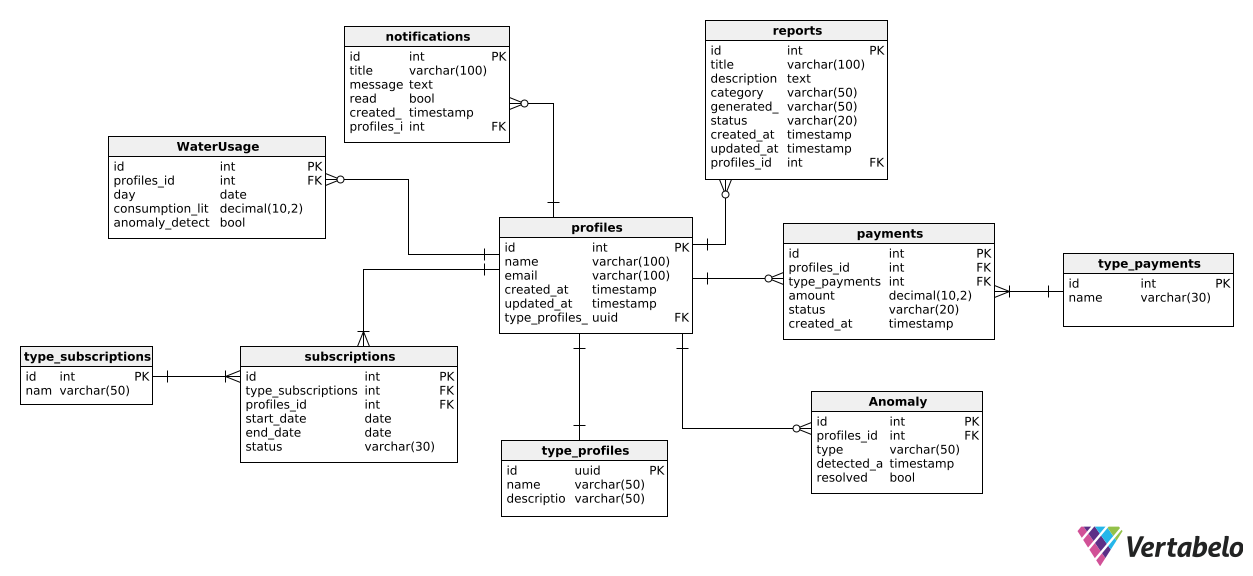 notifications
id int PK
title varchar(100)
message text
read bool
created_ timestamp
profiles_i int FK
reports
id int PK
title varchar(100)
description text
category varchar(50)
generated_ varchar(50)
status varchar(20)
created_at timestamp
updated_at timestamp
profiles_id int FK
WaterUsage
id int PK
profiles_id int FK
day date
consumption_lit decimal(10,2)
anomaly_detect bool
profiles
id int PK
name varchar(100)
email varchar(100)
created_at timestamp
updated_at timestamp
type_profiles_ uuid FK
payments
id int PK
profiles_id int FK
type_payments int FK
amount decimal(10,2)
status varchar(20)
created_at timestamp
type_payments
id int PK
name varchar(30)
type_subscriptions
id int PK
nam varchar(50)
subscriptions
id int PK
type_subscriptions int FK
profiles_id int FK
start_date date
end_date date
status varchar(30)
type_profiles
id uuid PK
name varchar(50)
descriptio varchar(50)
Anomaly
id int PK
profiles_id int FK
type varchar(50)
detected_a timestamp
resolved bool
Vertabelo